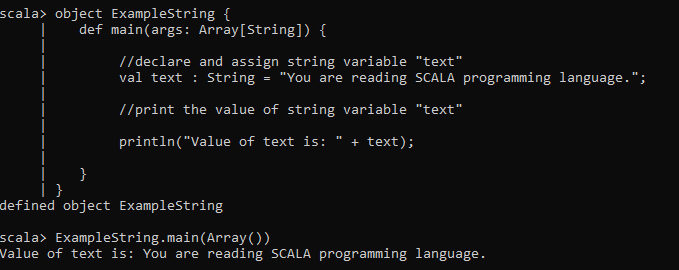 scala> object ExampleString {
     |    def main(args: Array[String]) {
     |
     |         //declare and assign string variable "text"
     |         val text : String = "You are reading SCALA programming language.";
     |
     |         //print the value of string variable "text"
     |
     |         println("Value of text is: " + text);
     |
     |    }
     | }
defined object ExampleString

scala> ExampleString.main(Array())
Value of text is: You are reading SCALA programming language.